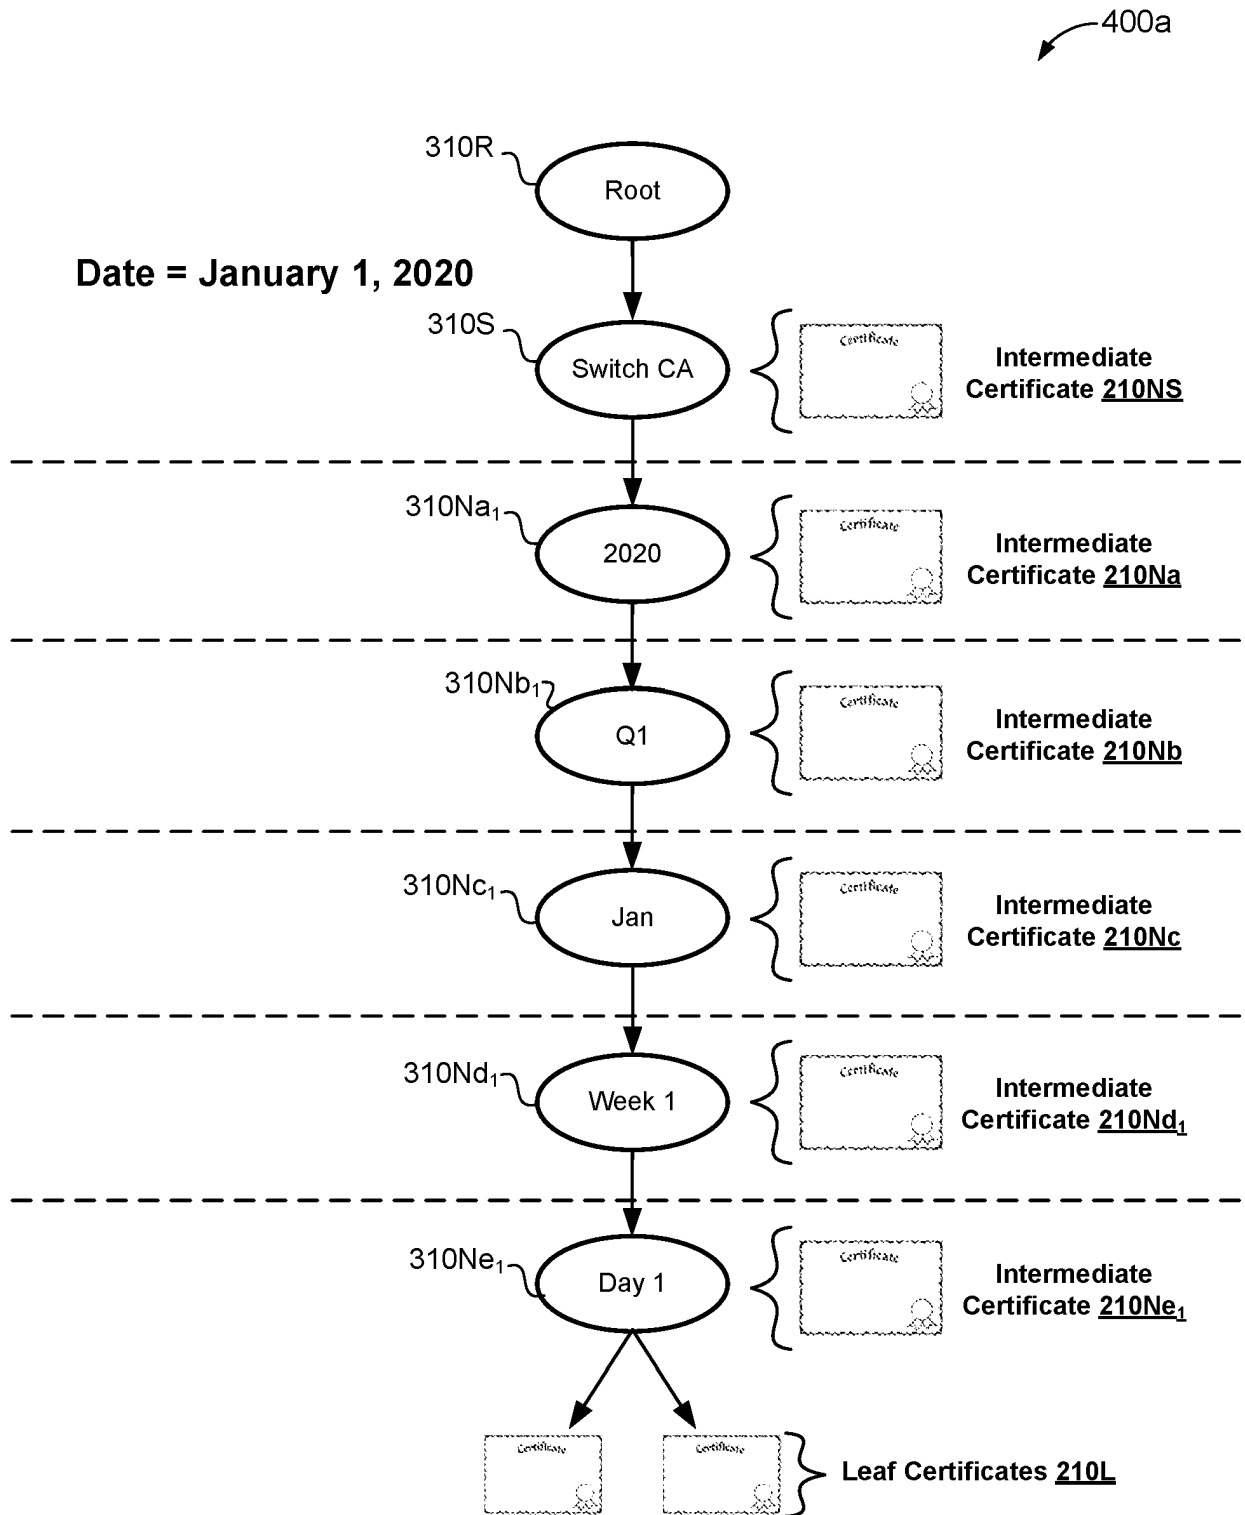 400a
310R
Root
Date = January 1, 2020
310S
Switch CA
Certificate
Intermediate
Certificate 210NS
310Na₁
2020
Certificate
Intermediate
Certificate 210Na
310Nb₁
Q1
Certificate
Intermediate
Certificate 210Nb
310Nc₁
Jan
Certificate
Intermediate
Certificate 210Nc
310Nd₁
Week 1
Certificate
Intermediate
Certificate 210Nd₁
310Ne₁
Day 1
Certificate
Intermediate
Certificate 210Ne₁
Certificate
Certificate
Leaf Certificates 210L